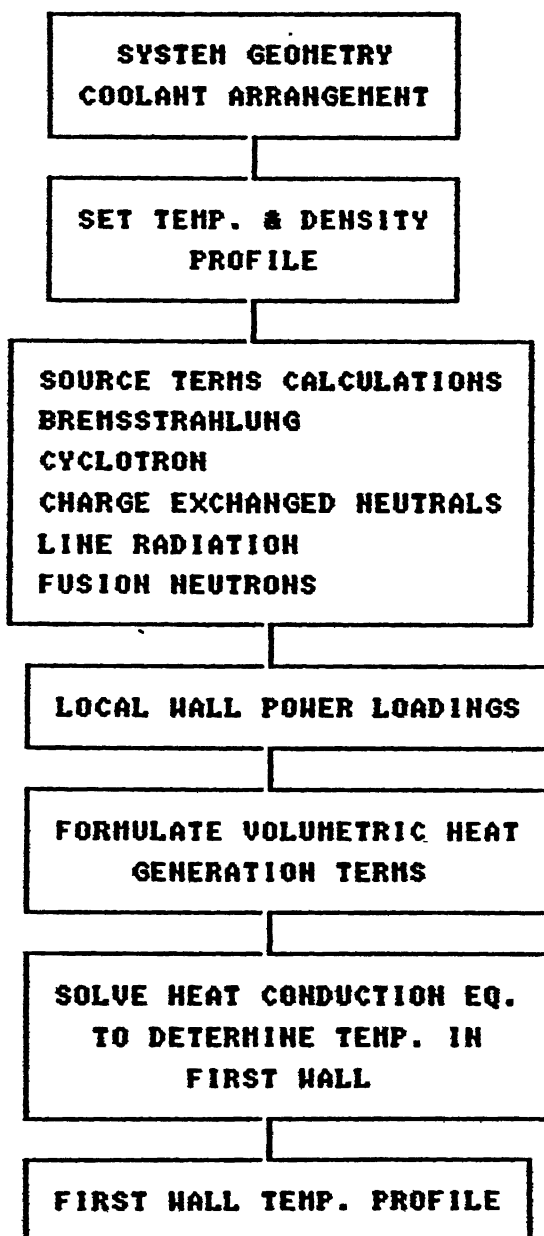 SYSTEM GEOMETRY
COOLANT ARRANGEMENT
SET TEMP. & DENSITY
PROFILE
SOURCE TERMS CALCULATIONS
BREMSSTRAHLUNG
CYCLOTRON
CHARGE EXCHANGED NEUTRALS
LINE RADIATION
FUSION NEUTRONS
LOCAL WALL POWER LOADINGS
FORMULATE VOLUMETRIC HEAT
GENERATION TERMS
SOLVE HEAT CONDUCTION EQ.
TO DETERMINE TEMP. IN
FIRST WALL
FIRST WALL TEMP. PROFILE